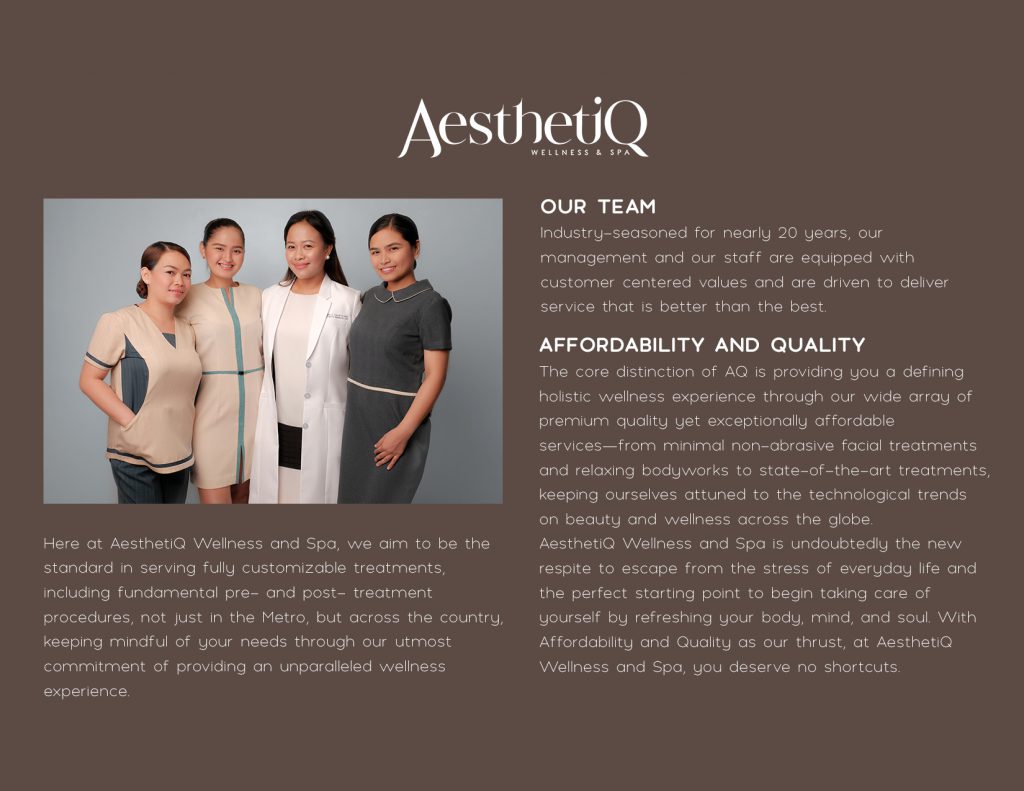 AesthetiQ
WELLNESS & SPA
Here at AesthetiQ Wellness and Spa, we aim to be the
standard in serving fully customizable treatments,
including fundamental pre- and post- treatment
procedures, not just in the Metro, but across the country,
keeping mindful of your needs through our utmost
commitment of providing an unparalleled wellness
experience.
OUR TEAM
Industry-seasoned for nearly 20 years, our
management and our staff are equipped with
customer centered values and are driven to deliver
service that is better than the best.
AFFORDABILITY AND QUALITY
The core distinction of AQ is providing you a defining
holistic wellness experience through our wide array of
premium quality yet exceptionally affordable
services—from minimal non-abrasive facial treatments
and relaxing bodyworks to state-of-the-art treatments,
keeping ourselves attuned to the technological trends
on beauty and wellness across the globe.
AesthetiQ Wellness and Spa is undoubtedly the new
respite to escape from the stress of everyday life and
the perfect starting point to begin taking care of
yourself by refreshing your body, mind, and soul. With
Affordability and Quality as our thrust, at AesthetiQ
Wellness and Spa, you deserve no shortcuts.